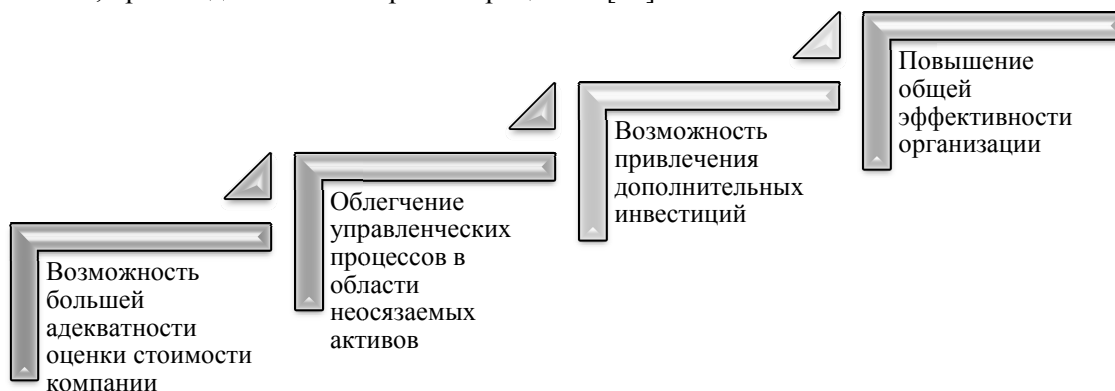 Возможность
большей
адекватности
оценки стоимости
компании
Облегчение
управленческих
процессов в
области
неосязаемых
активов
Возможность
привлечения
дополнительных
инвестиций
Повышение
общей
эффективности
организации